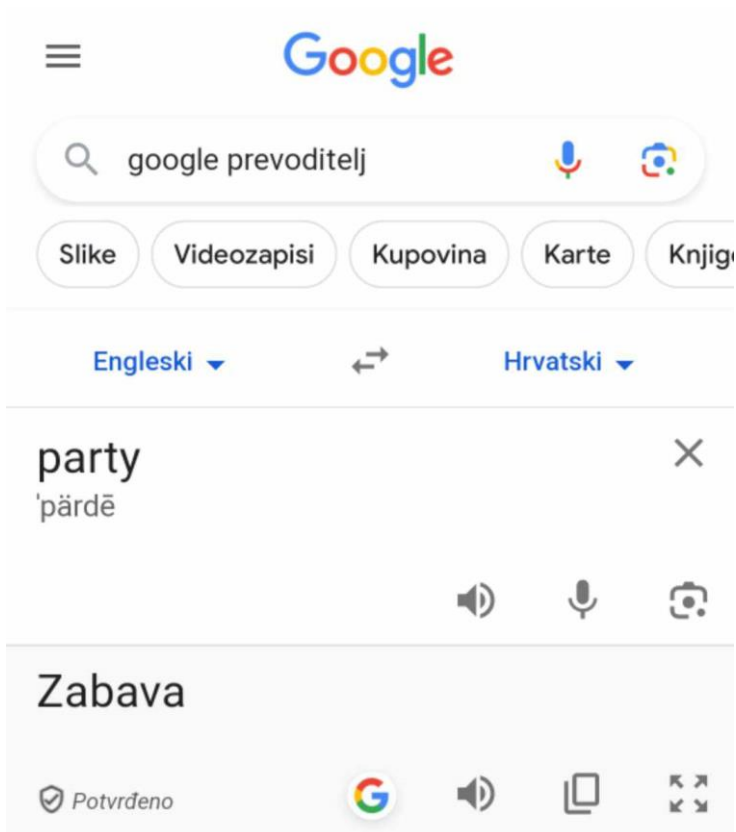 Google
google prevoditelj
Slike Videozapisi Kupovina Karte
Engleski Hrvatski
party
ˈpärdē
Zabava
Potvrđeno